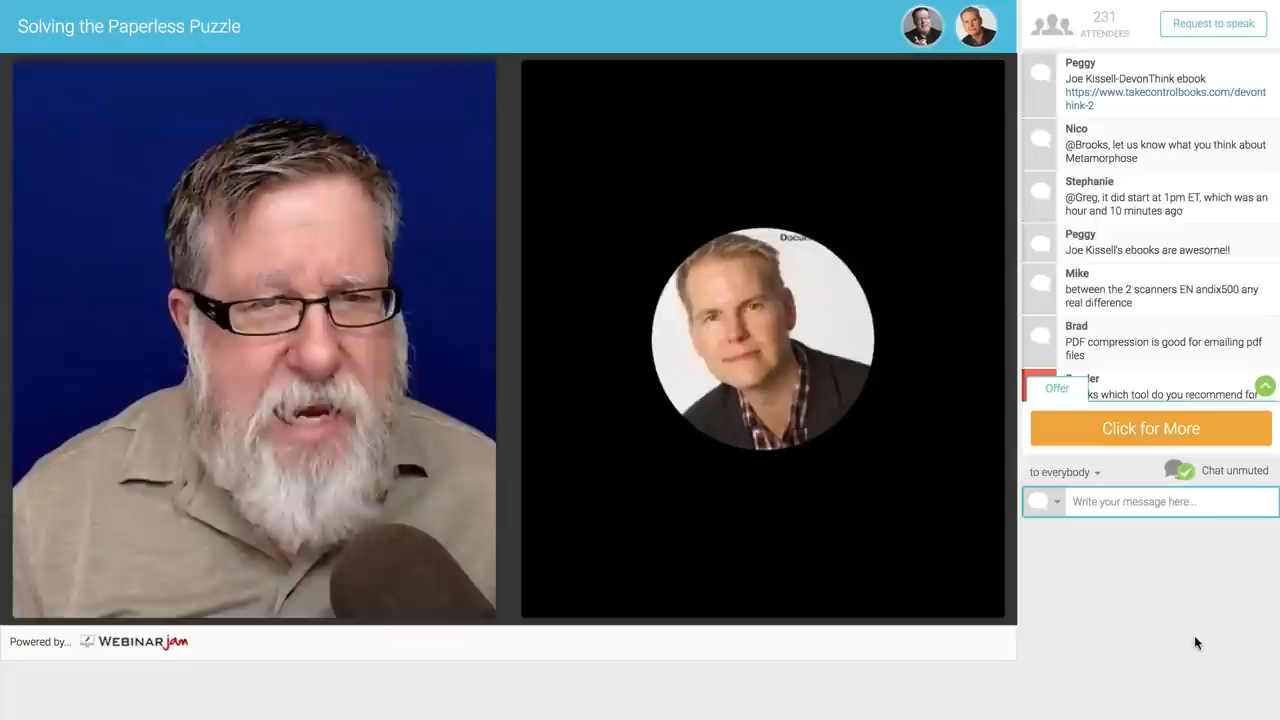 Solving the Paperless Puzzle
231
ATTENDEES
Request to speak
Peggy
Joe Kissell-DevonThink ebook
https://www.takecontrolbooks.com/devont
hink-2
Nico
@Brooks, let us know what you think about
Metamorphose
Stephanie
@Greg, it did start at 1pm ET, which was an
hour and 10 minutes ago
Peggy
Joe Kissell's ebooks are awesome!!
Mike
between the 2 scanners EN andix500 any
real difference
Brad
PDF compression is good for emailing pdf
files
which tool do you recommend for
Offer
Click for More
to everybody
Chat unmuted
Write your message here...
Powered by...
WEBINARjam